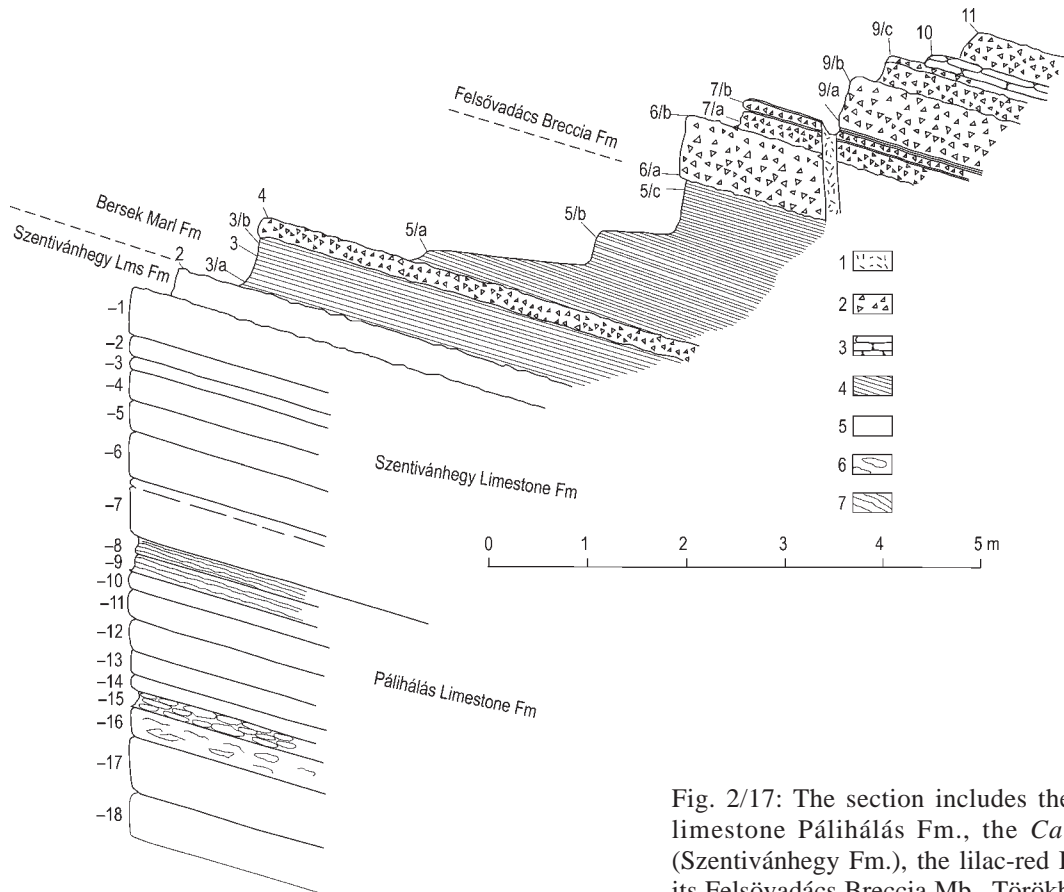 11
10
9/c
9/b
9/a
7/b
7/a
6/b
6/a
5/c
5/b
5/a
Felsővadács Breccia Fm
Bersek Marl Fm
Szentivánhegy Lms Fm
4
3/b
3
3/a
2
–1
–2
–3
–4
–5
–6
–7
–8
–9
–10
–11
–12
–13
–14
–15
–16
–17
–18
Szentivánhegy Limestone Fm
Pálihálás Limestone Fm
1
2
3
4
5
6
7
0 1 2 3 4 5 m
Fig. 2/17: The section includes the
limestone Pálihálás Fm., the Ca
(Szentivánhegy Fm.), the lilac-red
its Felsövadács Breccia Mb.